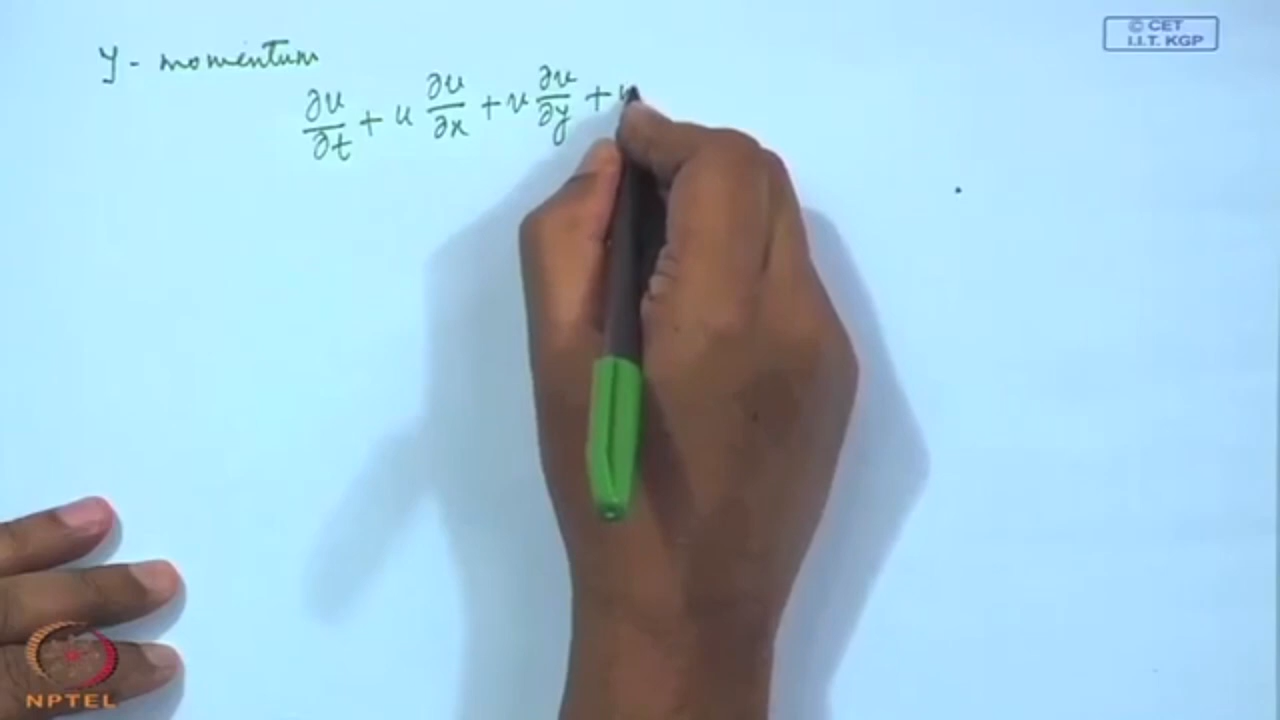 © CET
I.I.T. KGP
y - momentum
∂v/∂t + u ∂v/∂x + v ∂v/∂y +
NPTEL